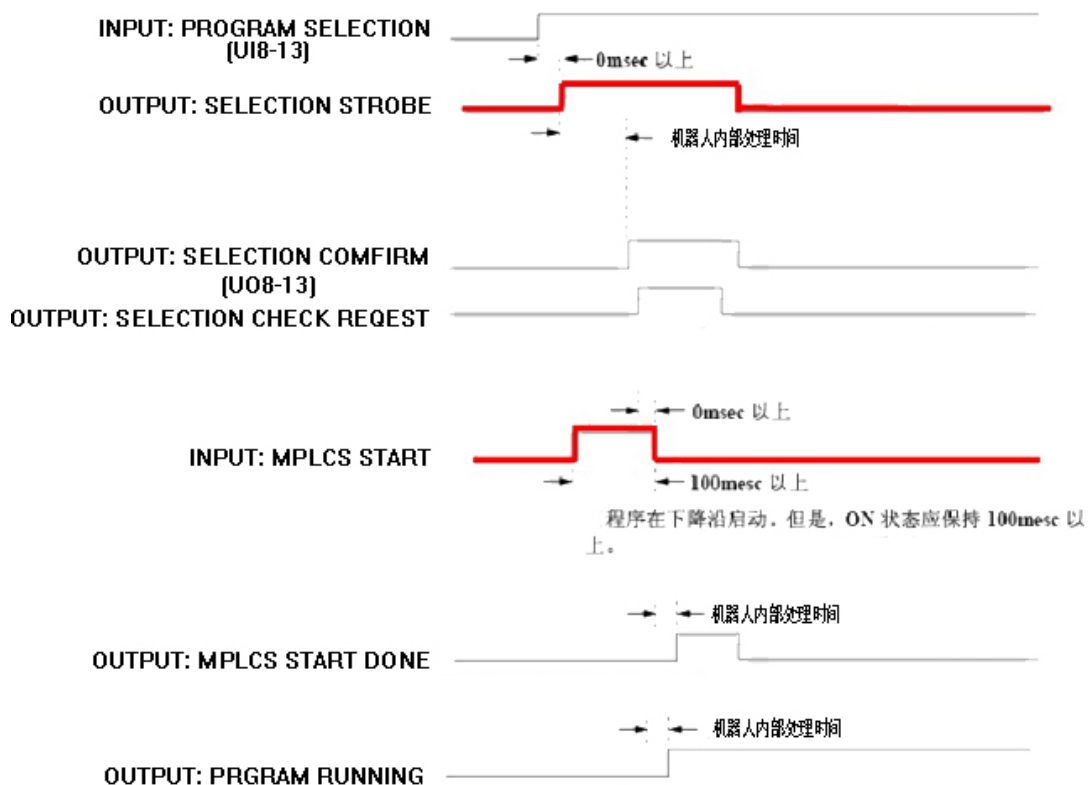 INPUT: PROGRAM SELECTION
(UI8-13)
0msec 以上
OUTPUT: SELECTION STROBE
机器人内部处理时间
OUTPUT: SELECTION COMFIRM
(UO8-13)
OUTPUT: SELECTION CHECK REQEST
0msec 以上
INPUT: MPLCS START
100mesc 以上
程序在下降沿启动。但是，ON 状态应保持 100mesc 以
上。
机器人内部处理时间
OUTPUT: MPLCS START DONE
机器人内部处理时间
OUTPUT: PRGRAM RUNNING